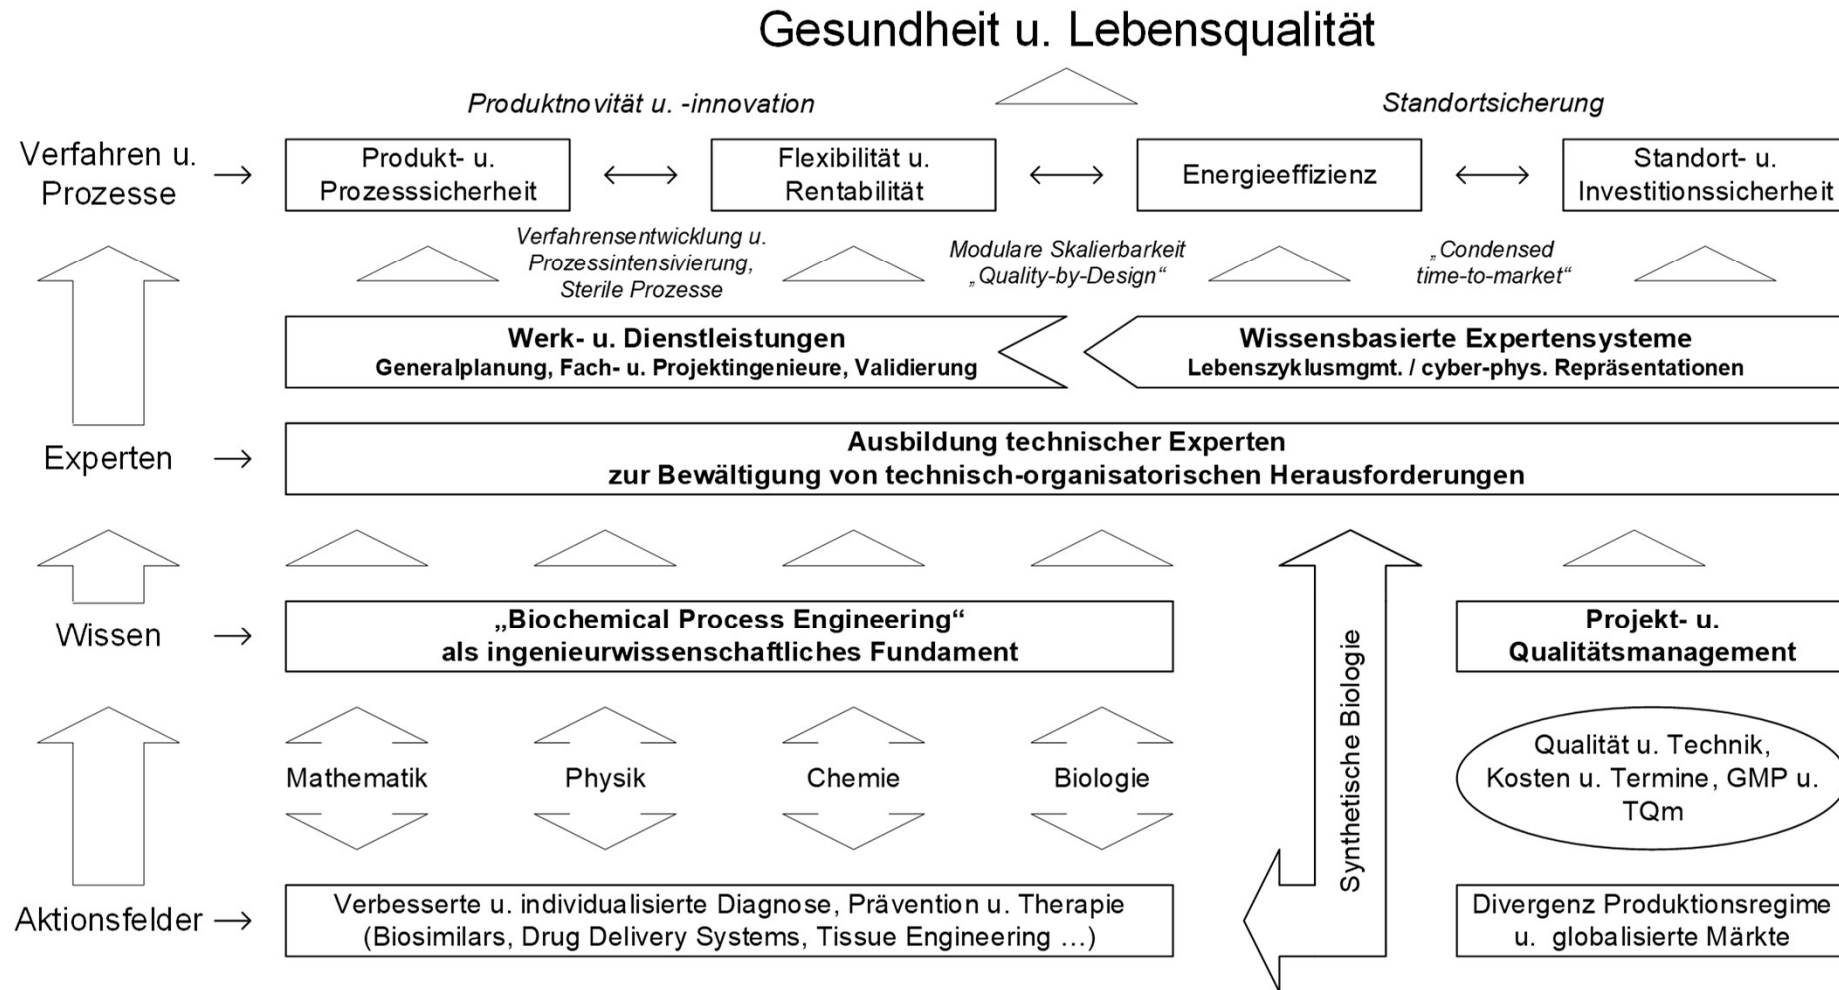 Gesundheit u. Lebensqualität
Produktnovität u. -innovation
Standortsicherung
Verfahren u.
Prozesse
Produkt- u.
Prozesssicherheit
Flexibilität u.
Rentabilität
Energieeffizienz
Standort- u.
Investitionssicherheit
Verfahrensentwicklung u.
Prozessintensivierung,
Sterile Prozesse
Modulare Skalierbarkeit
„Quality-by-Design“
„Condensed
time-to-market“
Werk- u. Dienstleistungen
Generalplanung, Fach- u. Projektingenieure, Validierung
Wissensbasierte Expertensysteme
Lebenszyklusmgmt. / cyber-phys. Repräsentationen
Experten
Ausbildung technischer Experten
zur Bewältigung von technisch-organisatorischen Herausforderungen
Wissen
„Biochemical Process Engineering“
als ingenieurwissenschaftliches Fundament
Projekt- u.
Qualitätsmanagement
Synthetische Biologie
Mathematik
Physik
Chemie
Biologie
Qualität u. Technik,
Kosten u. Termine, GMP u.
TQm
Aktionsfelder
Verbesserte u. individualisierte Diagnose, Prävention u. Therapie
(Biosimilars, Drug Delivery Systems, Tissue Engineering …)
Divergenz Produktionsregime
u. globalisierte Märkte